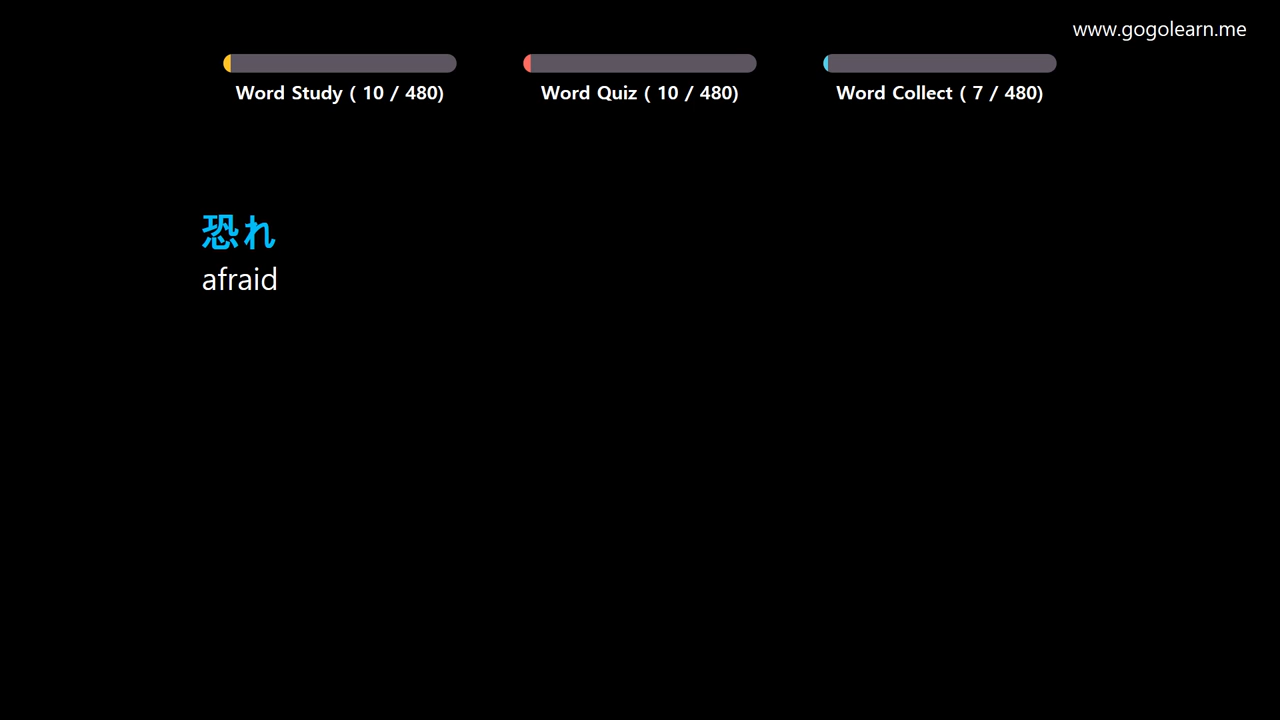 www.gogolearn.me
Word Study ( 10 / 480)
Word Quiz ( 10 / 480)
Word Collect ( 7 / 480)
恐れ
afraid